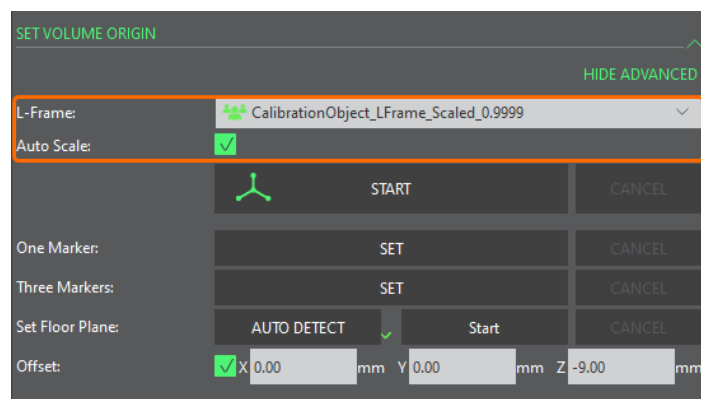 SET VOLUME ORIGIN
HIDE ADVANCED
L-Frame: CalibrationObject_LFrame_Scaled_0.9999
Auto Scale:
START CANCEL
One Marker: SET CANCEL
Three Markers: SET CANCEL
Set Floor Plane: AUTO DETECT Start CANCEL
Offset: X 0.00 mm Y 0.00 mm Z -9.00 mm